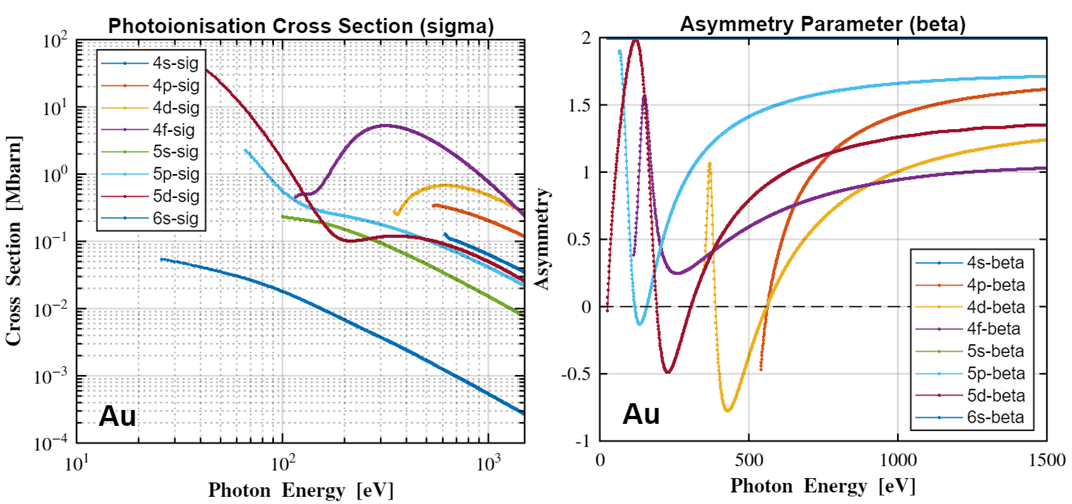 Photoionisation Cross Section (sigma)
10^2
10^1
10^0
10^-1
10^-2
10^-3
10^-4
Cross Section [Mbarn]
4s-sig
4p-sig
4d-sig
4f-sig
5s-sig
5p-sig
5d-sig
6s-sig
Au
10^1
10^2
10^3
Photon Energy [eV]
Asymmetry Parameter (beta)
2
1.5
1
0.5
0
-0.5
-1
Asymmetry
4s-beta
4p-beta
4d-beta
4f-beta
5s-beta
5p-beta
5d-beta
6s-beta
Au
0
500
1000
1500
Photon Energy [eV]